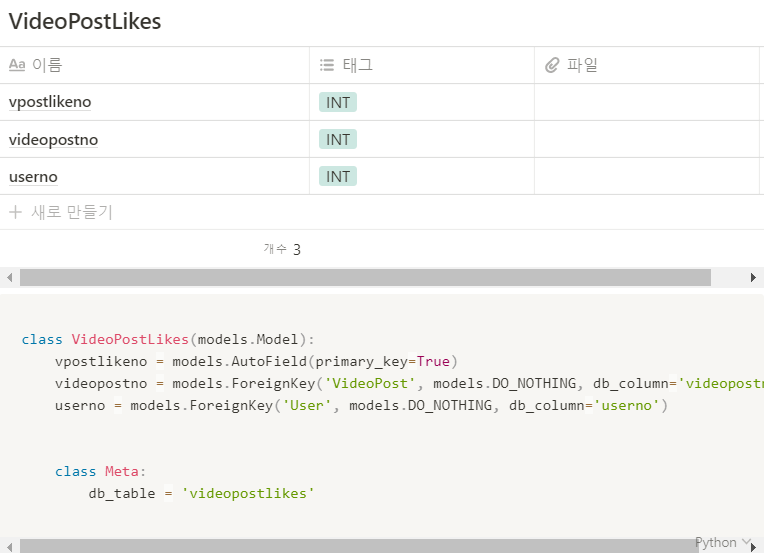 VideoPostLikes
Aa 이름 태그 파일
vpostlikeno INT
videopostno INT
userno INT
+ 새로 만들기
개수 3
class VideoPostLikes(models.Model):
    vpostlikeno = models.AutoField(primary_key=True)
    videopostno = models.ForeignKey('VideoPost', models.DO_NOTHING, db_column='videopostn
    userno = models.ForeignKey('User', models.DO_NOTHING, db_column='userno')
    class Meta:
        db_table = 'videopostlikes'
Python